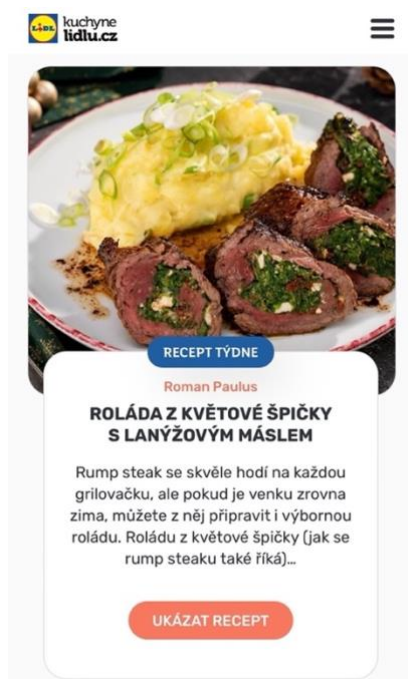 LIDL
kuchyne
lidlu.cz
RECEPT TÝDNE
Roman Paulus
ROLÁDA Z KVĚTOVÉ ŠPIČKY
S LANÝŽOVÝM MÁSLEM
Rump steak se skvěle hodí na každou
grilovačku, ale pokud je venku zrovna
zima, můžete z něj připravit i výbornou
roládu. Roládu z květové špičky (jak se
rump steaku také říká)...
UKÁZAT RECEPT